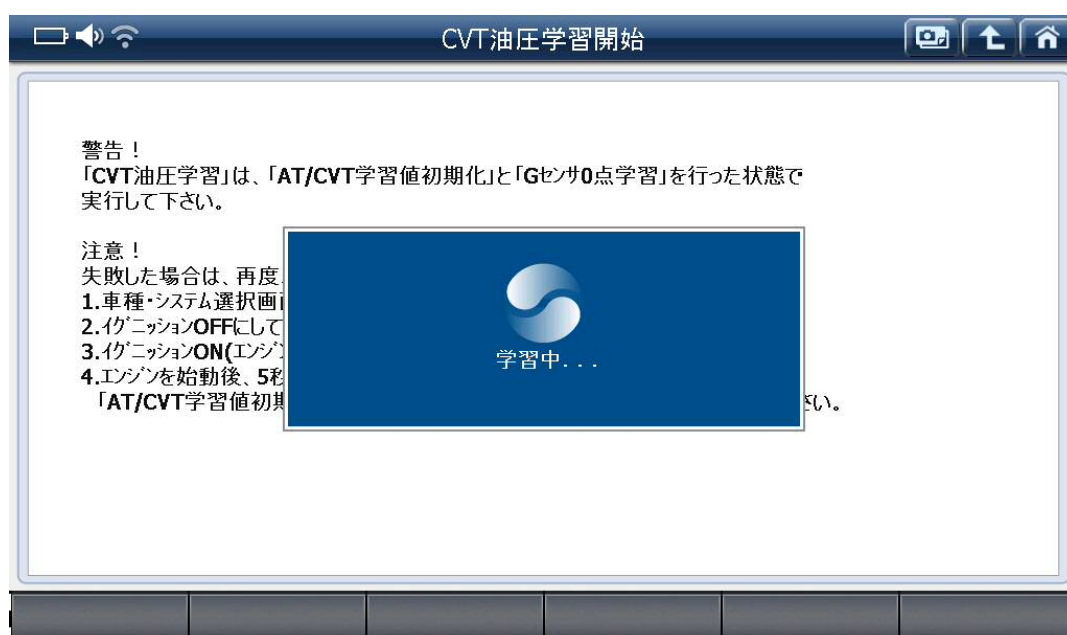 CVT油圧学習開始
警告！
「CVT油圧学習」は、「AT/CVT学習値初期化」と「Gｾﾝｻ0点学習」を行った状態で
実行して下さい。
注意！
失敗した場合は、再度
1.車種･ｼｽﾃﾑ選択画
2.ｲｸﾞﾆｯｼｮﾝOFFにして
3.ｲｸﾞﾆｯｼｮﾝON(ｴﾝｼﾞﾝ
4.ｴﾝｼﾞﾝを始動後、5秒
「AT/CVT学習値初期 さい。
学習中. . .